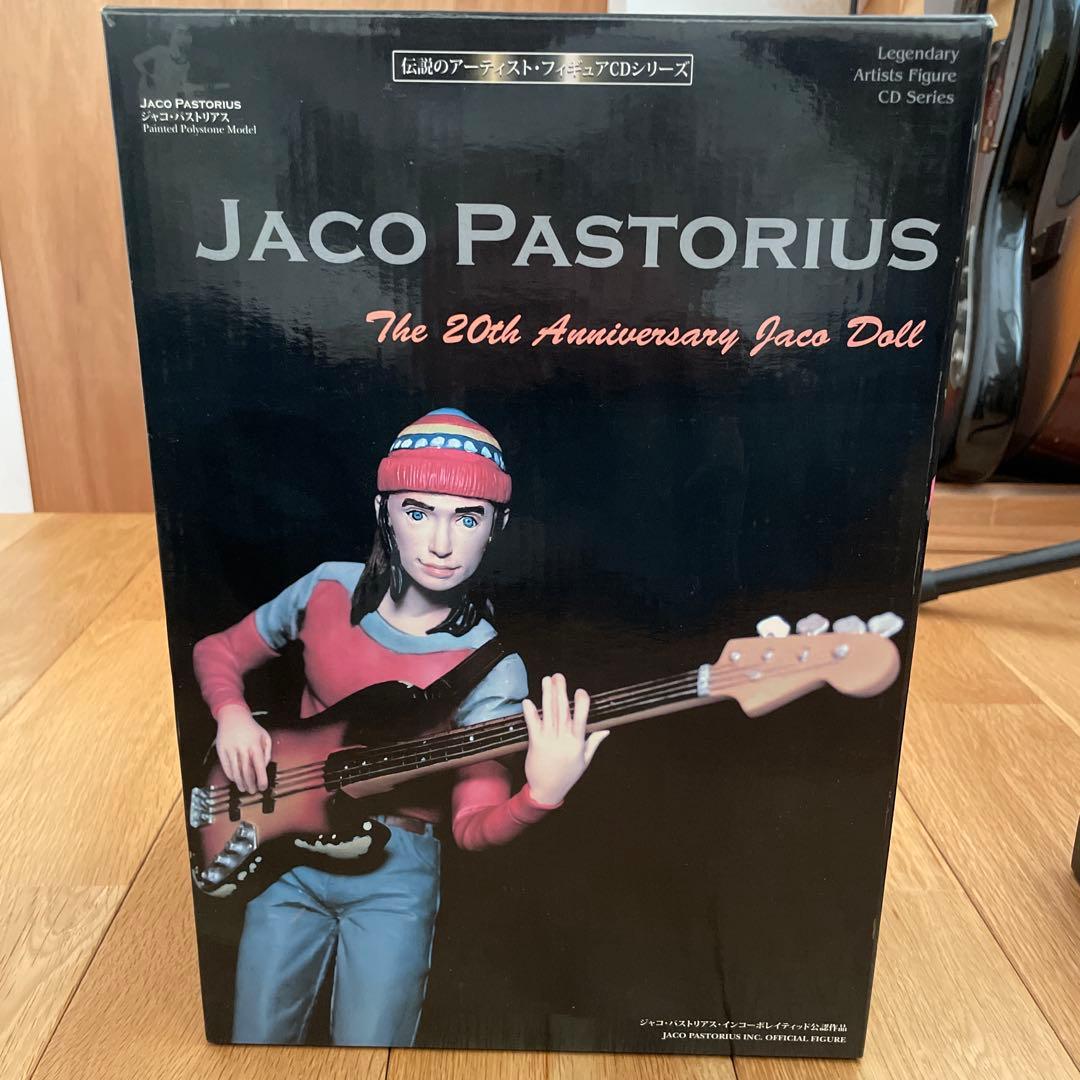 伝説のアーティスト・フィギュアCDシリーズ
Legendary
Artists Figure
CD Series
JACO PASTORIUS
ジャコ・パストリアス
Painted Polystone Model
JACO PASTORIUS
The 20th Anniversary Jaco Doll
ジャコ・パストリアス・インコーポレイティッド公認作品
JACO PASTORIUS INC. OFFICIAL FIGURE